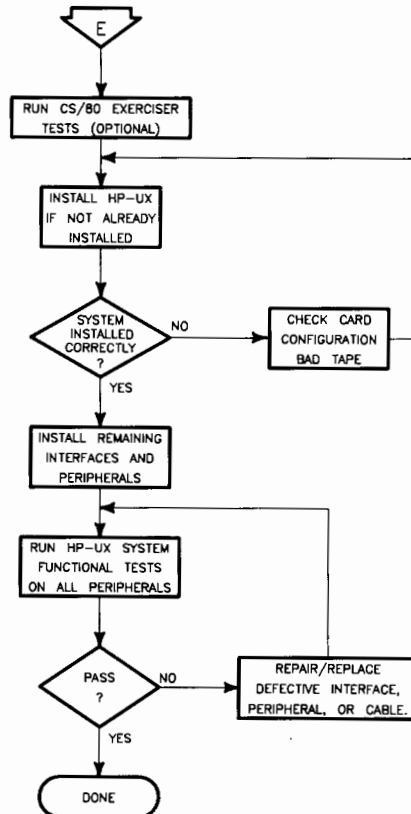 E
RUN CS/80 EXERCISER
TESTS (OPTIONAL)
INSTALL HP-UX
IF NOT ALREADY
INSTALLED
SYSTEM
INSTALLED
CORRECTLY
?
NO
CHECK CARD
CONFIGURATION
BAD TAPE
YES
INSTALL REMAINING
INTERFACES AND
PERIPHERALS
RUN HP-UX SYSTEM
FUNCTIONAL TESTS
ON ALL PERIPHERALS
PASS
?
NO
REPAIR/REPLACE
DEFECTIVE INTERFACE,
PERIPHERAL, OR CABLE.
YES
DONE